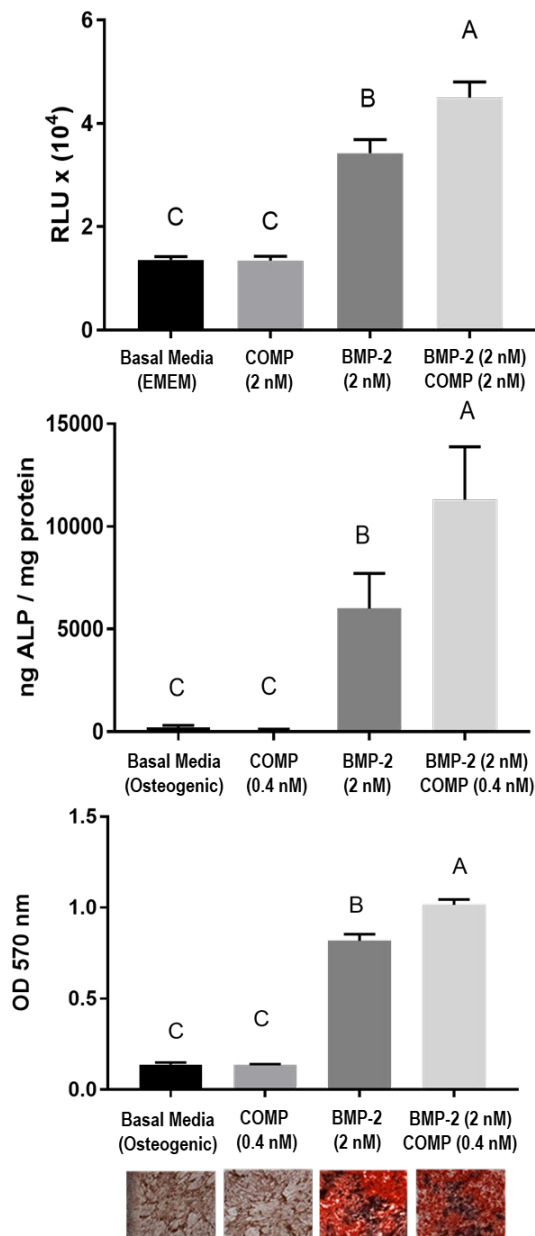 6
A
B
4
RLU x (10⁴)
C
C
2
0
Basal Media
(EMEM)
COMP
(2 nM)
BMP-2
(2 nM)
BMP-2 (2 nM)
COMP (2 nM)
A
15000
B
10000
ng ALP / mg protein
5000
C
C
0
Basal Media
(Osteogenic)
COMP
(0.4 nM)
BMP-2
(2 nM)
BMP-2 (2 nM)
COMP (0.4 nM)
1.5
A
B
1.0
OD 570 nm
0.5
C
C
0.0
Basal Media
(Osteogenic)
COMP
(0.4 nM)
BMP-2
(2 nM)
BMP-2 (2 nM)
COMP (0.4 nM)